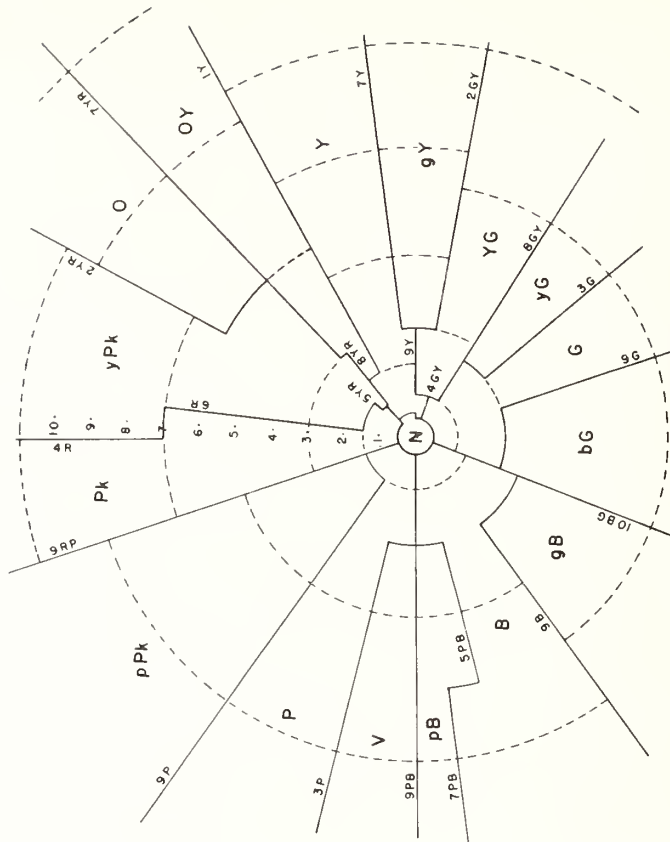 7YR
1Y
OY
O
7Y
Y
2GY
gY
2YR
yPk
8YR
5YR
9Y
4GY
YG
8GY
yG
3G
G
9G
4R
10.
9.
8.
7
6.
5.
4.
3.
2.
1.
6R
Pk
9RP
N
bG
10BG
gB
9B
B
pPk
9P
P
3P
V
9PB
pB
5PB
7PB